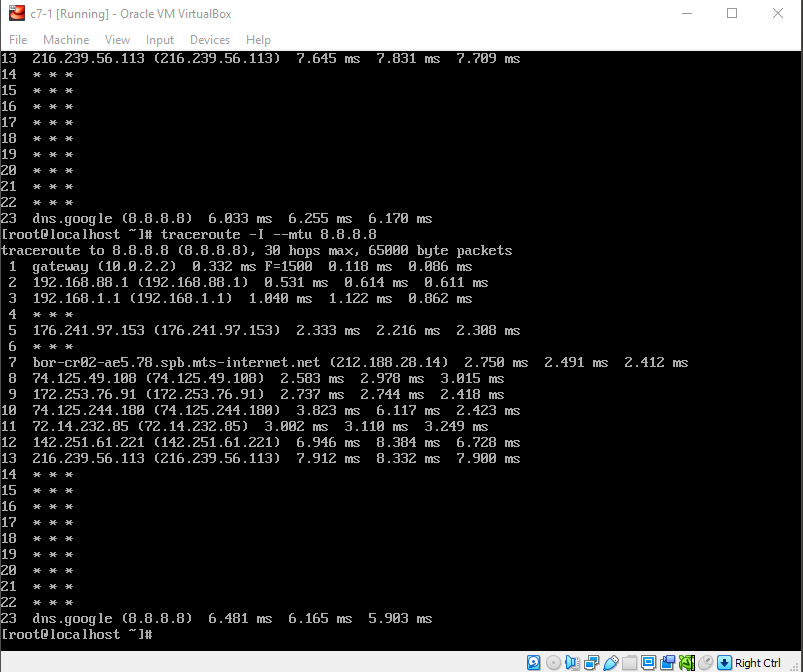 c7-1 [Running] - Oracle VM VirtualBox
File Machine View Input Devices Help
13  216.239.56.113 (216.239.56.113)  7.645 ms  7.831 ms  7.709 ms
14  * * *
15  * * *
16  * * *
17  * * *
18  * * *
19  * * *
20  * * *
21  * * *
22  * * *
23  dns.google (8.8.8.8)  6.033 ms  6.255 ms  6.170 ms
[root@localhost ~]# traceroute -I --mtu 8.8.8.8
traceroute to 8.8.8.8 (8.8.8.8), 30 hops max, 65000 byte packets
 1  gateway (10.0.2.2)  0.332 ms F=1500  0.118 ms  0.086 ms
 2  192.168.88.1 (192.168.88.1)  0.531 ms  0.614 ms  0.611 ms
 3  192.168.1.1 (192.168.1.1)  1.040 ms  1.122 ms  0.862 ms
 4  * * *
 5  176.241.97.153 (176.241.97.153)  2.333 ms  2.216 ms  2.308 ms
 6  * * *
 7  bor-cr02-ae5.78.spb.mts-internet.net (212.188.28.14)  2.750 ms  2.491 ms  2.412 ms
 8  74.125.49.108 (74.125.49.108)  2.583 ms  2.978 ms  3.015 ms
 9  172.253.76.91 (172.253.76.91)  2.737 ms  2.744 ms  2.418 ms
10  74.125.244.180 (74.125.244.180)  3.823 ms  6.117 ms  2.423 ms
11  72.14.232.85 (72.14.232.85)  3.002 ms  3.110 ms  3.249 ms
12  142.251.61.221 (142.251.61.221)  6.946 ms  8.384 ms  6.728 ms
13  216.239.56.113 (216.239.56.113)  7.912 ms  8.332 ms  7.900 ms
14  * * *
15  * * *
16  * * *
17  * * *
18  * * *
19  * * *
20  * * *
21  * * *
22  * * *
23  dns.google (8.8.8.8)  6.481 ms  6.165 ms  5.903 ms
[root@localhost ~]#
Right Ctrl